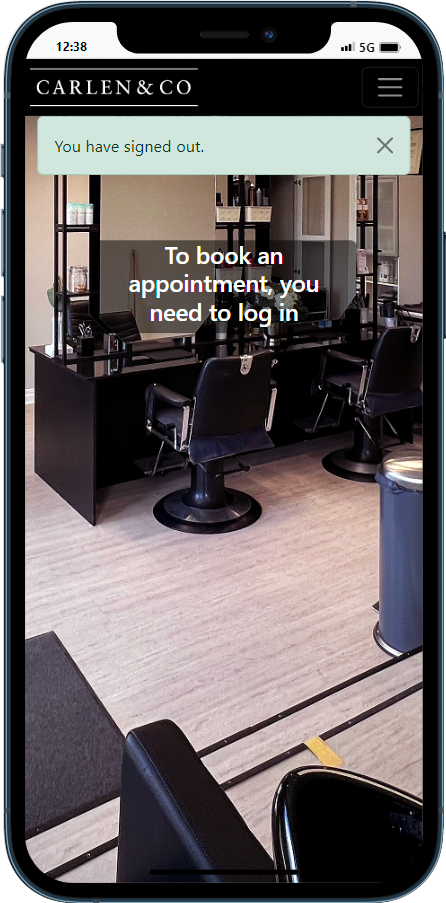 12:38
5G
CARLEN & CO
You have signed out.
To book an
appointment, you
need to log in